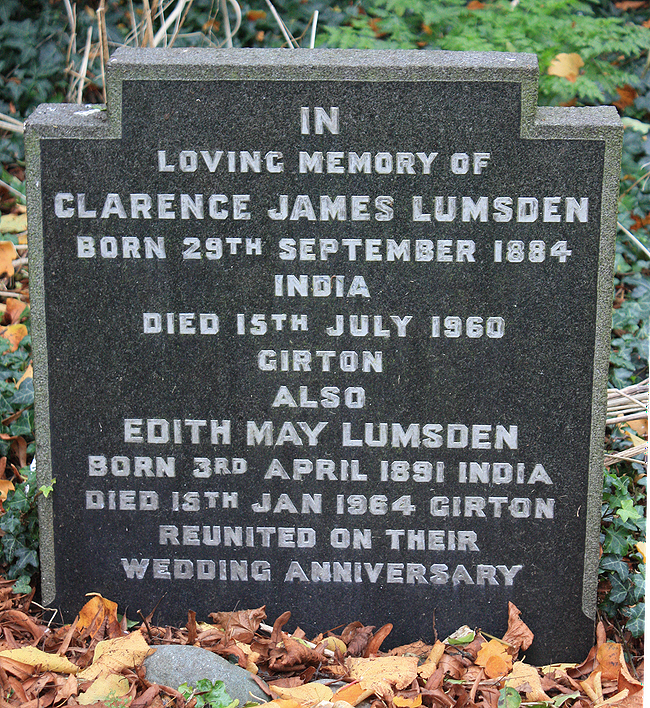 IN
LOVING MEMORY OF
CLARENCE JAMES LUMSDEN
BORN 29TH SEPTEMBER 1884
INDIA
DIED 15TH JULY 1960
GIRTON
ALSO
EDITH MAY LUMSDEN
BORN 3RD APRIL 1891 INDIA
DIED 15TH JAN 1964 GIRTON
REUNITED ON THEIR
WEDDING ANNIVERSARY